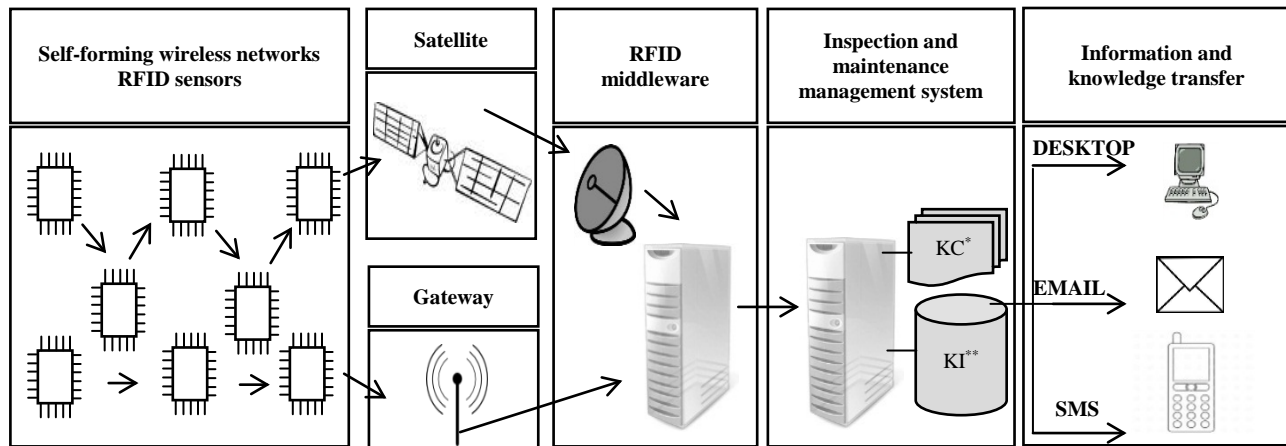 Self-forming wireless networks
RFID sensors
Satellite
Gateway
RFID
middleware
Inspection and
maintenance
management system
KC*
KI**
Information and
knowledge transfer
DESKTOP
EMAIL
SMS